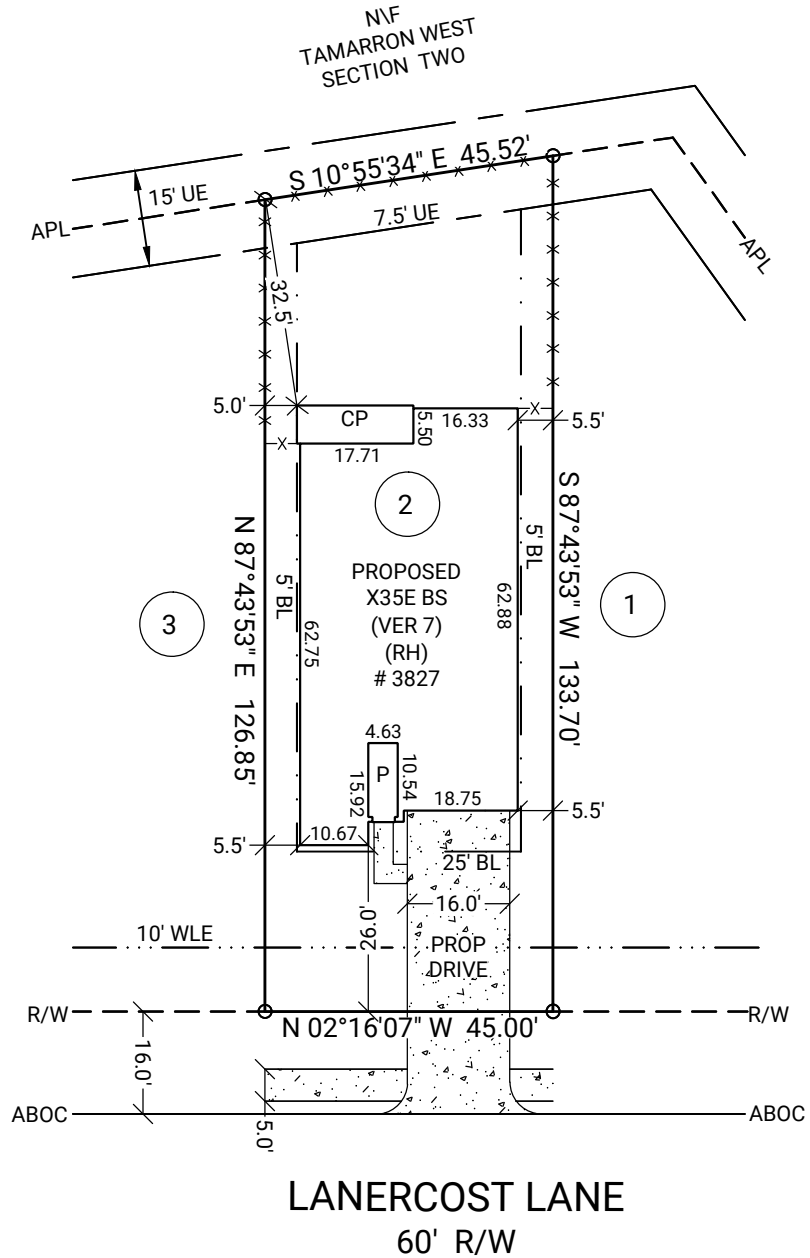 N\F
TAMARRON WEST
SECTION TWO
S 10°55'34" E 45.52'
15' UE
7.5' UE
APL
APL
32.5'
5.0'
CP
5.50
16.33
5.5'
X
X
17.71
2
N 87°43'53" E 126.85'
5' BL
PROPOSED
X35E BS
(VER 7)
(RH)
# 3827
62.75
62.88
5' BL
S 87°43'53" W 133.70'
3
1
4.63
P
15.92
10.54
18.75
5.5'
5.5'
10.67
25' BL
16.0'
26.0'
10' WLE
PROP
DRIVE
R/W
R/W
N 02°16'07" W 45.00'
16.0'
ABOC
ABOC
5.0'
LANERCOST LANE
60' R/W